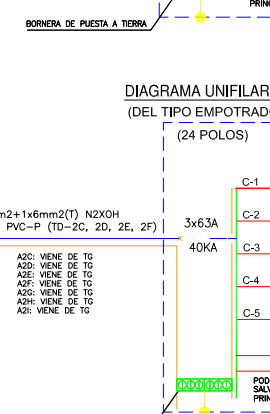 PRINC
BORNERA DE PUESTA A TIERRA
DIAGRAMA UNIFILAR
(DEL TIPO EMPOTRADO
(24 POLOS)
C-1
m2+1x6mm2(T) N2XOH
C-2
PVC-P (TD-2C, 2D, 2E, 2F)
3x63A
40KA
C-3
A2C: VIENE DE TG
A2D: VIENE DE TG
A2E: VIENE DE TG
A2F: VIENE DE TG
A2G: VIENE DE TG
A2H: VIENE DE TG
A2I: VIENE DE TG
C-4
C-5
POD
SALV
PRIN